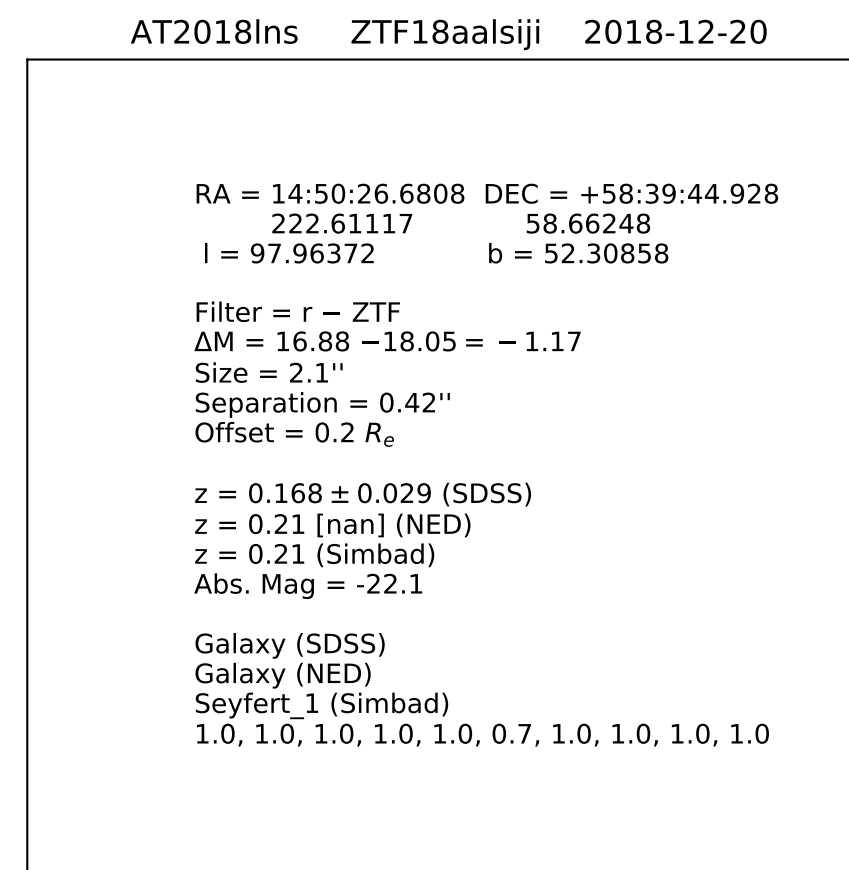 AT2018lns ZTF18aalsiji 2018-12-20
RA = 14:50:26.6808 DEC = +58:39:44.928
222.61117 58.66248
l = 97.96372 b = 52.30858
Filter = r − ZTF
ΔM = 16.88 −18.05 = − 1.17
Size = 2.1''
Separation = 0.42''
Offset = 0.2 Rₑ
z = 0.168 ± 0.029 (SDSS)
z = 0.21 [nan] (NED)
z = 0.21 (Simbad)
Abs. Mag = -22.1
Galaxy (SDSS)
Galaxy (NED)
Seyfert_1 (Simbad)
1.0, 1.0, 1.0, 1.0, 1.0, 0.7, 1.0, 1.0, 1.0, 1.0